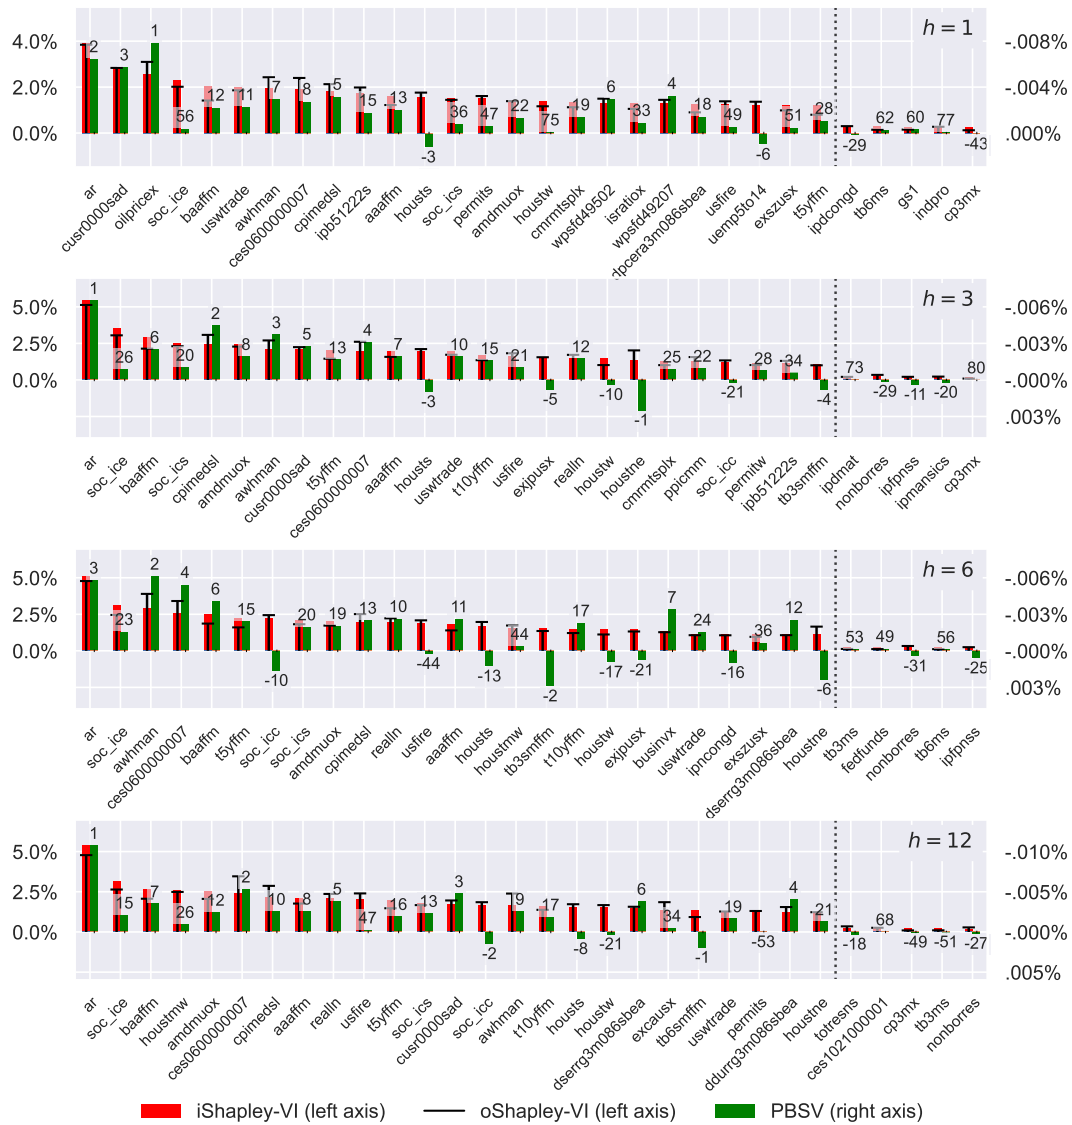 h = 1
4.0%
2.0%
0.0%
-.008%
-.004%
.000%
2 3 1 56 12 11 7 8 5 15 13 -3 36 47 22 75 49 6 33 4 18 49 -6 51 28 -29 62 60 77 -43
ar cusr0000sad oilpricex soc_ice baaffm uswtrade awhman ces0600000007 cpimedsl ipb51222s aaaffm housts soc_ics permits amdmuox houstw cmrmtsplx wpsfd49502 isratiox wpsfd49207 dpcera3m086sbea usfire uemp5to14 exszusx t5yffm ipdcongd tb6ms gs1 indpro cp3mx
h = 3
5.0%
2.5%
0.0%
-.006%
-.003%
-.000%
.003%
1 26 6 20 2 8 3 5 13 4 7 -3 10 15 21 -5 12 -10 -1 25 22 -21 28 34 -4 73 -29 -11 -20 80
ar soc_ice baaffm soc_ics cpimedsl amdmuox awhman cusr0000sad t5yffm ces0600000007 aaaffm housts uswtrade t10yffm usfire exjpusx realln houstw houstne cmrmtsplx ppicmm soc_icc permitw ipb51222s tb3smffm ipdmat nonborres ipfpnss ipmansics cp3mx
h = 6
5.0%
2.5%
0.0%
-.006%
-.003%
-.000%
.003%
3 23 2 4 6 15 -10 20 19 13 10 -44 11 -13 44 -2 17 -17 -21 7 24 -16 36 12 -6 53 49 -31 56 -25
ar soc_ice awhman ces0600000007 baaffm t5yffm soc_icc soc_ics amdmuox cpimedsl realln usfire aaaffm housts houstmw tb3smffm t10yffm houstw exjpusx businvx uswtrade ipncongd exszusx dserrg3m086sbea houstne tb3ms fedfunds nonborres tb6ms ipfpnss
h = 12
5.0%
2.5%
0.0%
-.010%
-.005%
-.000%
.005%
1 15 7 26 12 2 10 8 5 47 16 13 3 -2 19 17 -8 -21 6 34 -1 19 -53 4 21 -18 68 -49 -51 -27
ar soc_ice baaffm houstmw amdmuox ces0600000007 cpimedsl aaaffm realln usfire t5yffm soc_ics cusr0000sad soc_icc awhman t10yffm housts houstw dserrg3m086sbea excausx tb6smffm uswtrade permits ddurrg3m086sbea houstne totresns ces1021000001 cp3mx tb3ms nonborres
iShapley-VI (left axis) oShapley-VI (left axis) PBSV (right axis)